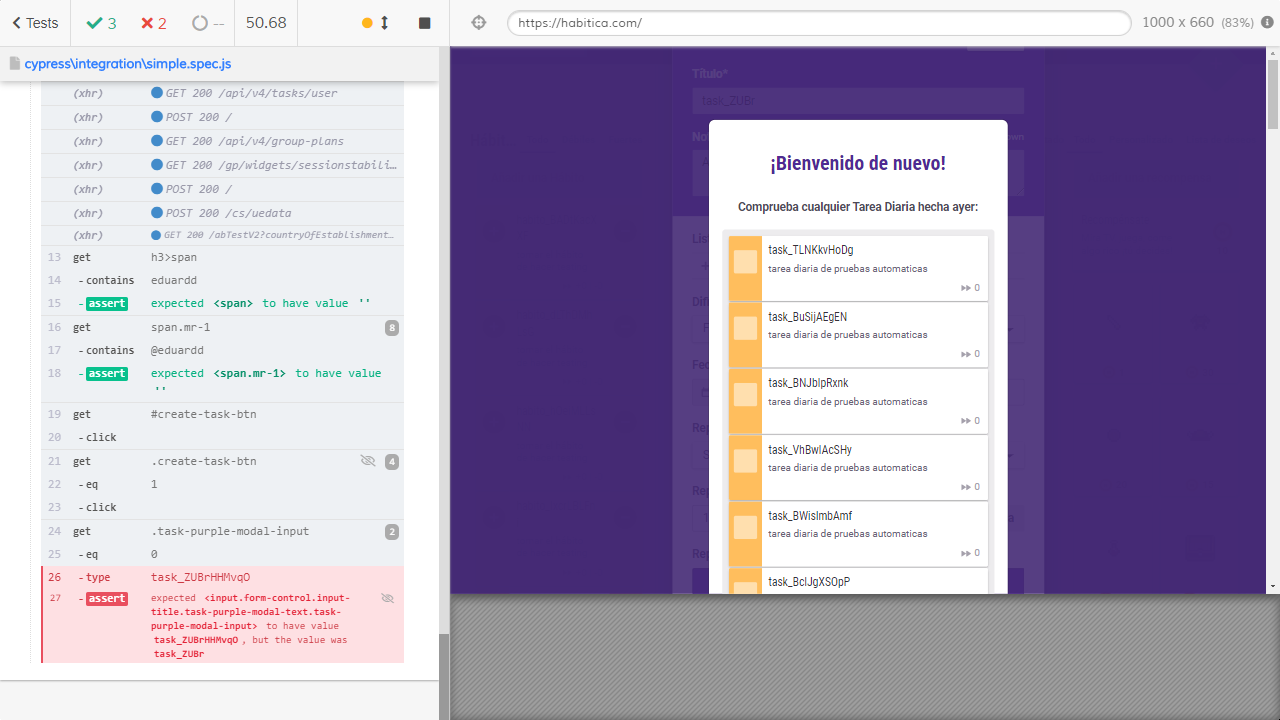 Tests
3
2
--
50.68
https://habitica.com/
1000 x 660 (83%)
cypress\integration\simple.spec.js
(xhr) GET 200 /api/v4/tasks/user
(xhr) POST 200 /
(xhr) GET 200 /api/v4/group-plans
(xhr) GET 200 /gp/widgets/sessionstabili…
(xhr) POST 200 /
(xhr) POST 200 /cs/uedata
(xhr) GET 200 /abTestV2?countryOfEstablishment…
13 get h3>span
14 -contains eduardd
15 -assert expected <span> to have value ''
16 get span.mr-1 8
17 -contains @eduardd
18 -assert expected <span.mr-1> to have value
''
19 get #create-task-btn
20 -click
21 get .create-task-btn 4
22 -eq 1
23 -click
24 get .task-purple-modal-input 2
25 -eq 0
26 -type task_ZUBrHHMvqO
27 -assert expected <input.form-control.input-
title.task-purple-modal-text.task-
purple-modal-input> to have value
task_ZUBrHHMvqO, but the value was
task_ZUBr
Título*
task_ZUBr
¡Bienvenido de nuevo!
Comprueba cualquier Tarea Diaria hecha ayer:
task_TLNKkvHoDg
tarea diaria de pruebas automaticas
0
task_BuSijAEgEN
tarea diaria de pruebas automaticas
0
task_BNJblpRxnk
tarea diaria de pruebas automaticas
0
task_VhBwlAcSHy
tarea diaria de pruebas automaticas
0
task_BWisImbAmf
tarea diaria de pruebas automaticas
0
task_BclJgXSOpP